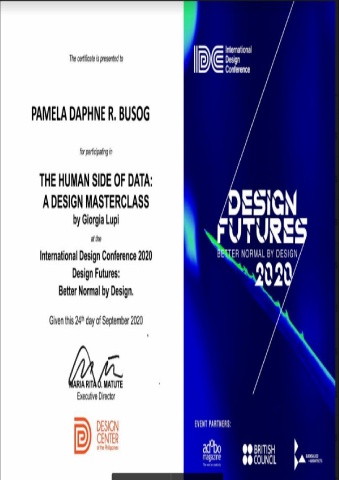 The certificate is presented to
PAMELA DAPHNE R. BUSOG
for participating in
THE HUMAN SIDE OF DATA:
A DESIGN MASTERCLASS
by Giorgia Lupi
at the
International Design Conference 2020
Design Futures:
Better Normal by Design.
Given this 24th day of September 2020
MARIA RITA O. MATUTE
Executive Director
DESIGN
CENTER
of the Philippines
IDC
International
Design
Conference
DESIGN
FUTURES
BETTER NORMAL BY DESIGN
2020
EVENT PARTNERS:
adobo
magazine
BRITISH
COUNCIL